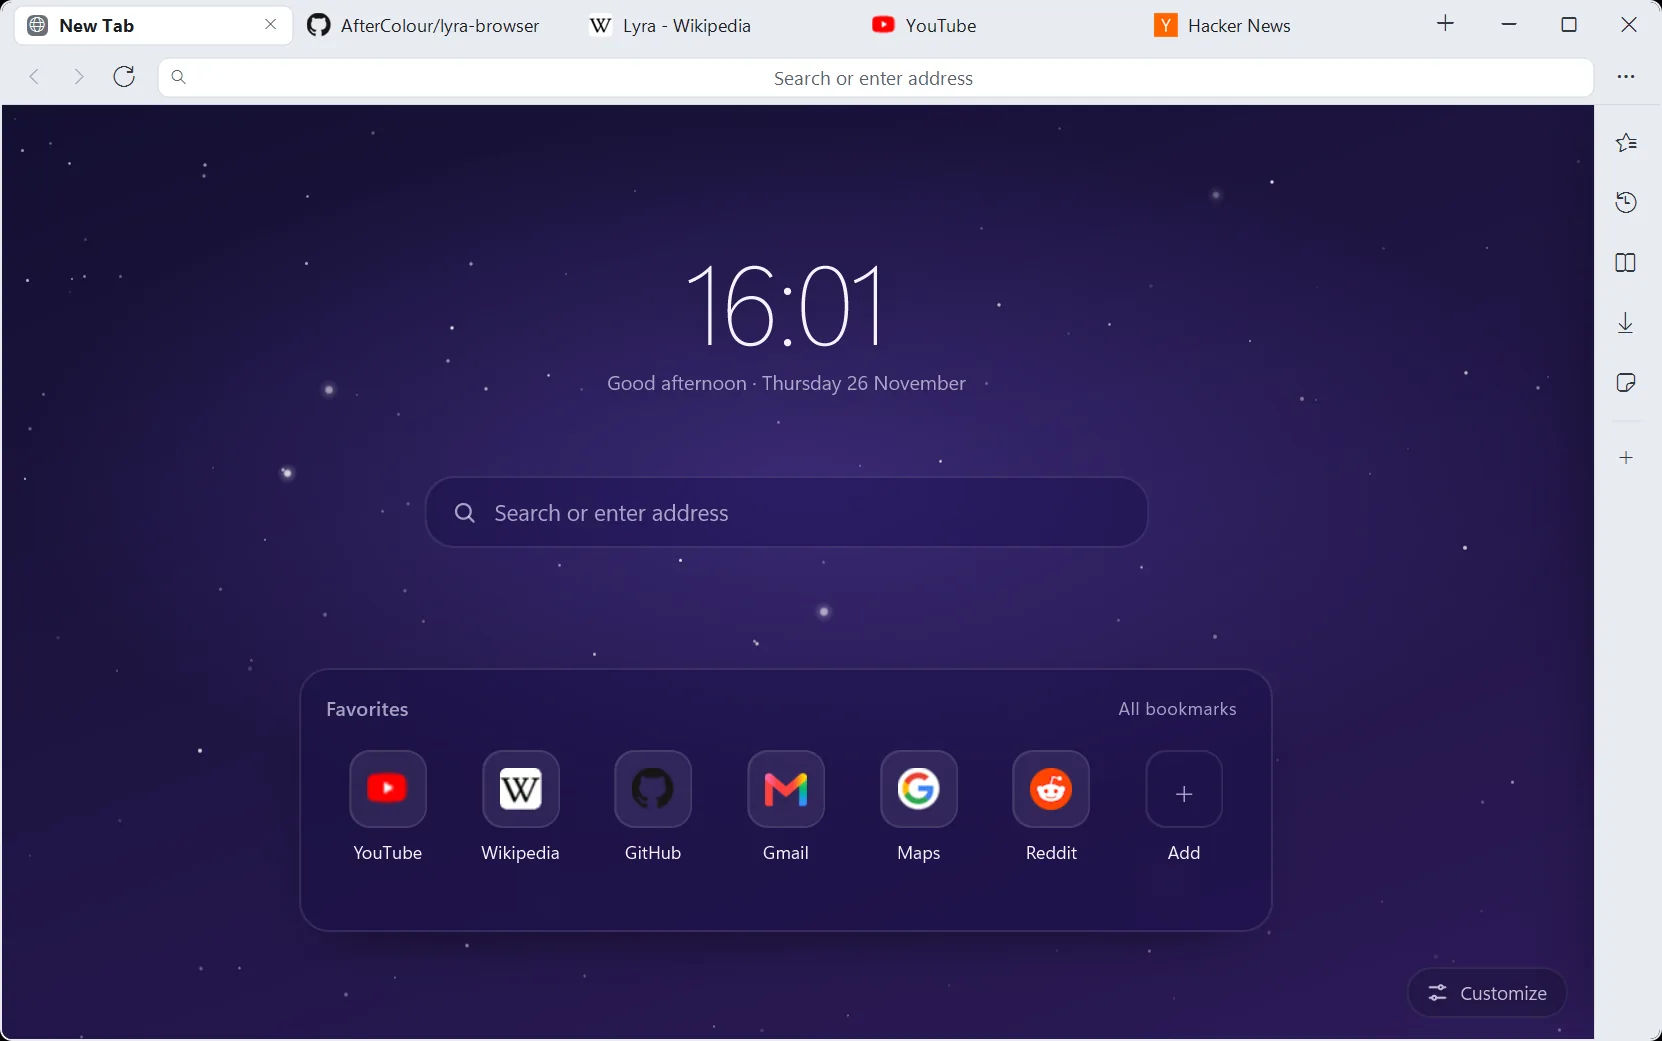 New Tab
AfterColour/lyra-browser
Lyra - Wikipedia
YouTube
Hacker News
Search or enter address
16:01
Good afternoon · Thursday 26 November
Search or enter address
Favorites
All bookmarks
YouTube
Wikipedia
GitHub
Gmail
Maps
Reddit
Add
Customize